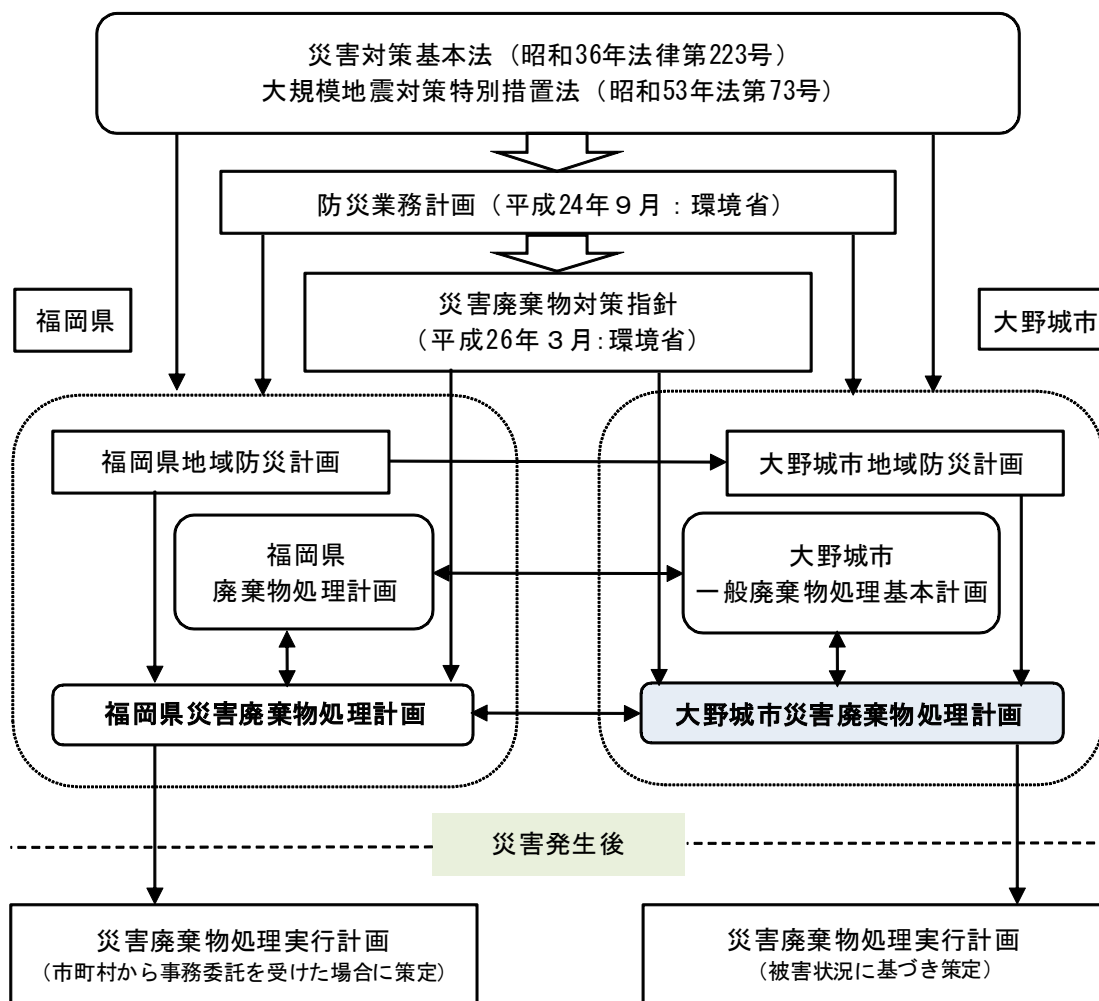 災害対策基本法（昭和36年法律第223号）
大規模地震対策特別措置法（昭和53年法第73号）
防災業務計画（平成24年９月：環境省）
災害廃棄物対策指針
（平成26年３月:環境省）
福岡県
大野城市
福岡県地域防災計画
大野城市地域防災計画
福岡県
廃棄物処理計画
大野城市
一般廃棄物処理基本計画
福岡県災害廃棄物処理計画
大野城市災害廃棄物処理計画
災害発生後
災害廃棄物処理実行計画
（市町村から事務委託を受けた場合に策定）
災害廃棄物処理実行計画
（被害状況に基づき策定）